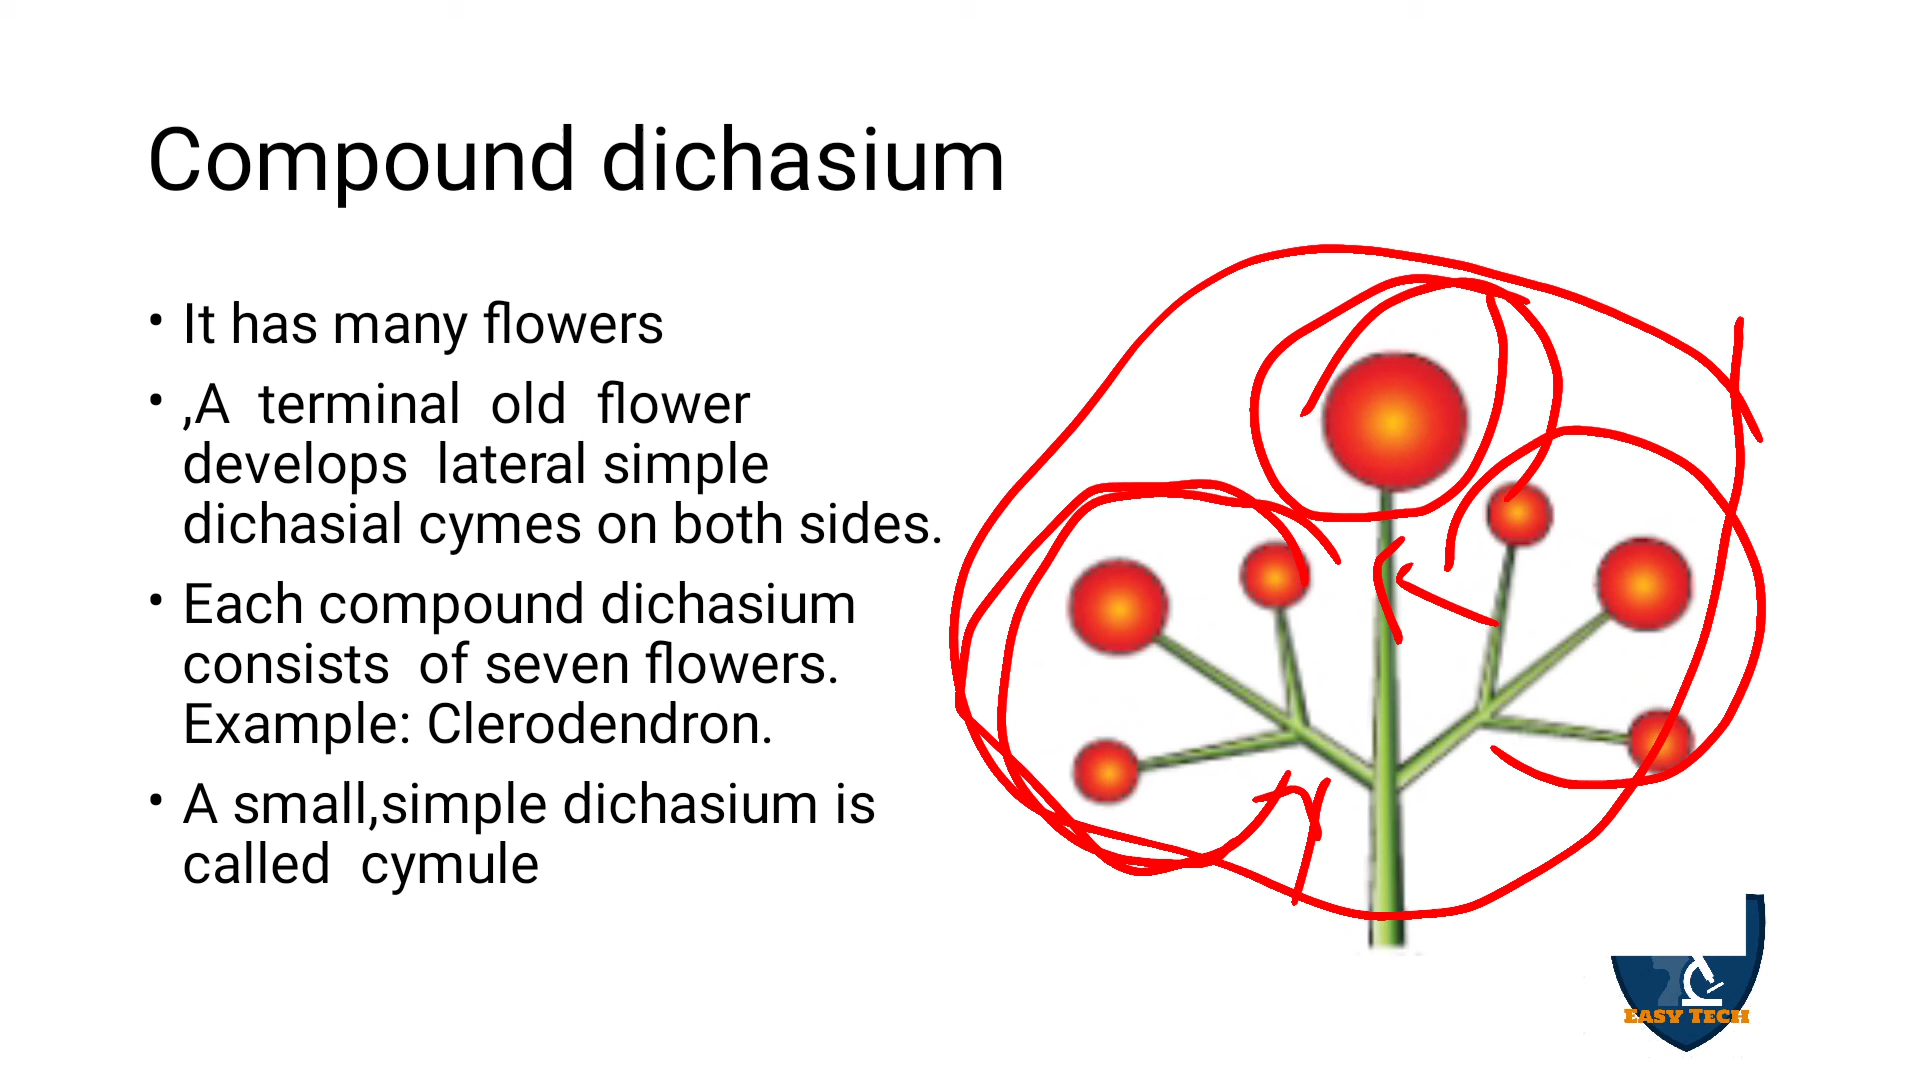 Compound dichasium
• It has many flowers
• ,A terminal old flower
develops lateral simple
dichasial cymes on both sides.
• Each compound dichasium
consists of seven flowers.
Example: Clerodendron.
• A small,simple dichasium is
called cymule
EASY TECH